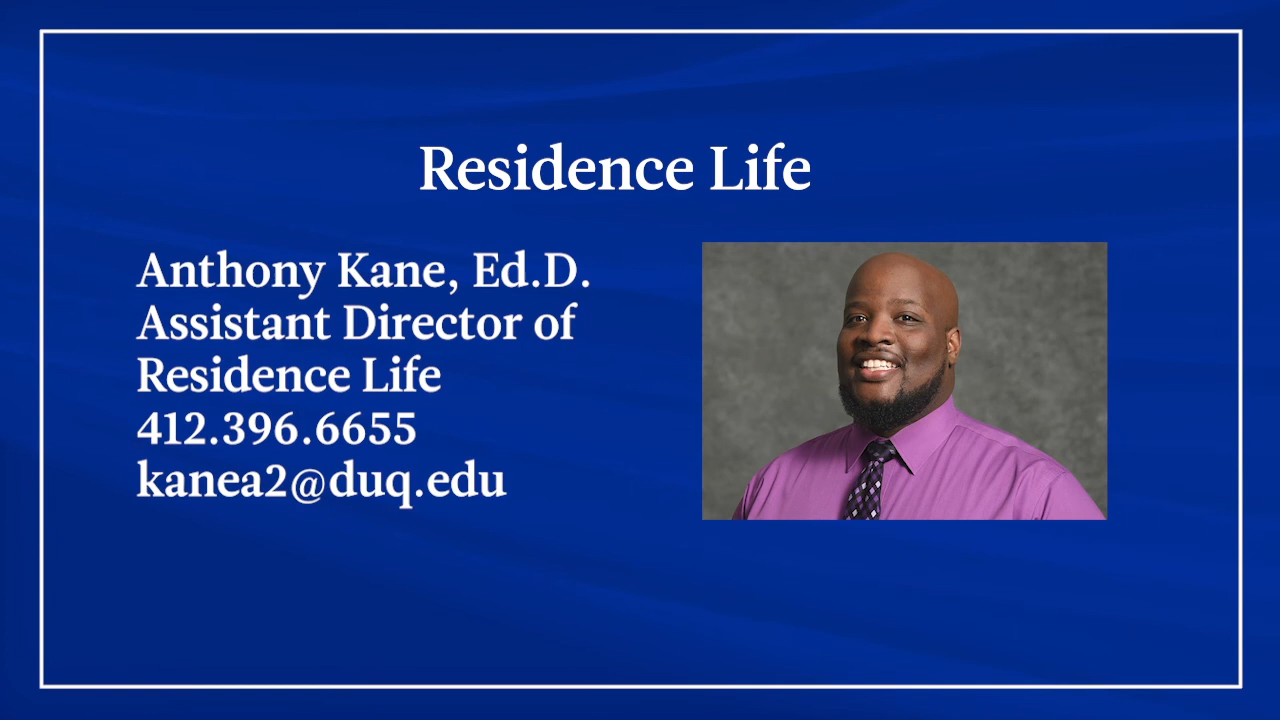 Residence Life
Anthony Kane, Ed.D.
Assistant Director of
Residence Life
412.396.6655
kanea2@duq.edu